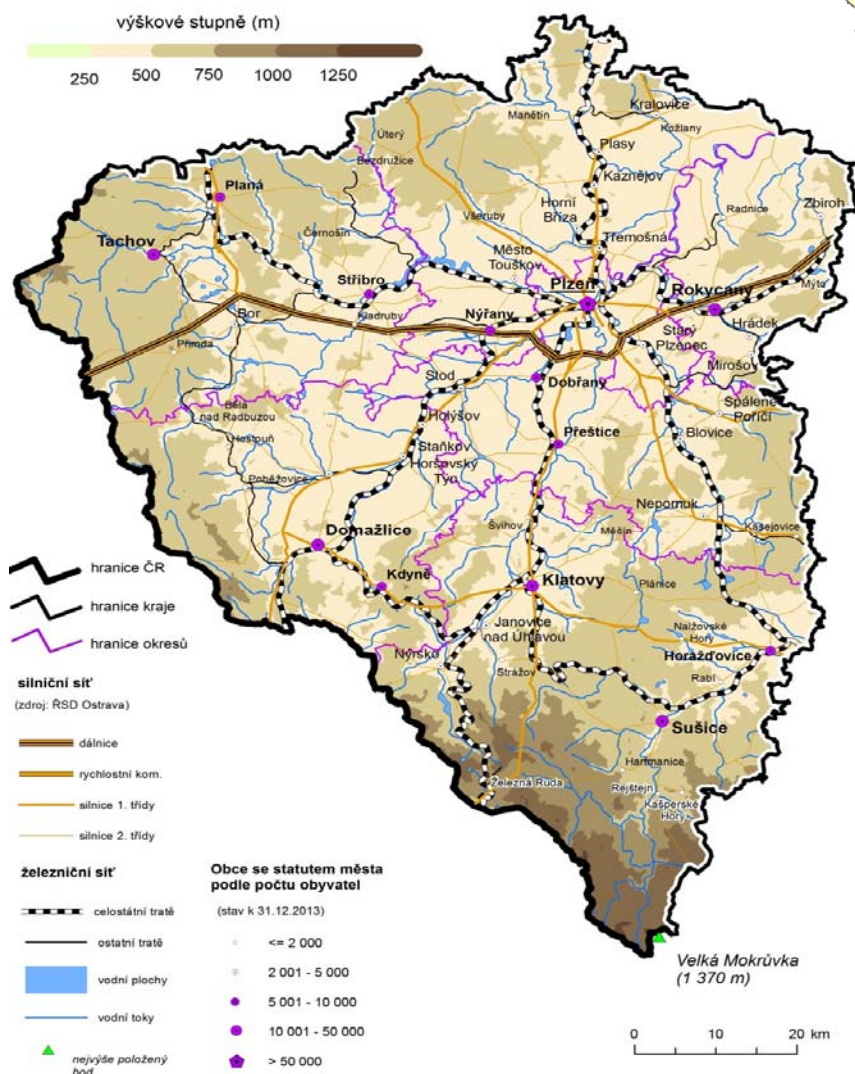 výškové stupně (m)
250 500 750 1000 1250
Manětín
Kralovice
Kožlany
Úterý
Bezdružice
Plasy
Kaznějov
Planá
Všeruby
Horní
Bříza
Radnice
Zbiroh
Tachov
Černošín
Město
Touškov
Třemošná
Stříbro
Plzeň
Rokycany
Mýto
Bor
Kladruby
Nýřany
Starý
Plzenec
Hrádek
Přimda
Mirošov
Stod
Dobřany
Spálené
Poříčí
Bělá
nad Radbuzou
Holýšov
Hostouň
Staňkov
Přeštice
Blovice
Horšovský
Týn
Poběžovice
Nepomuk
Kasejovice
Domažlice
Švihov
Měčín
Kdyně
Klatovy
Plánice
Janovice
nad Úhlavou
Nalžovské
Hory
Nýrsko
Horažďovice
Strážov
Rabí
Sušice
Hartmanice
Železná Ruda
Rejštejn
Kašperské
Hory
Velká Mokrůvka
(1 370 m)
hranice ČR
hranice kraje
hranice okresů
silniční síť
(zdroj: ŘSD Ostrava)
dálnice
rychlostní kom.
silnice 1. třídy
silnice 2. třídy
železniční síť
celostátní tratě
ostatní tratě
vodní plochy
vodní toky
nejvýše položený
bod
Obce se statutem města
podle počtu obyvatel
(stav k 31.12.2013)
<= 2 000
2 001 - 5 000
5 001 - 10 000
10 001 - 50 000
> 50 000
0 10 20 km